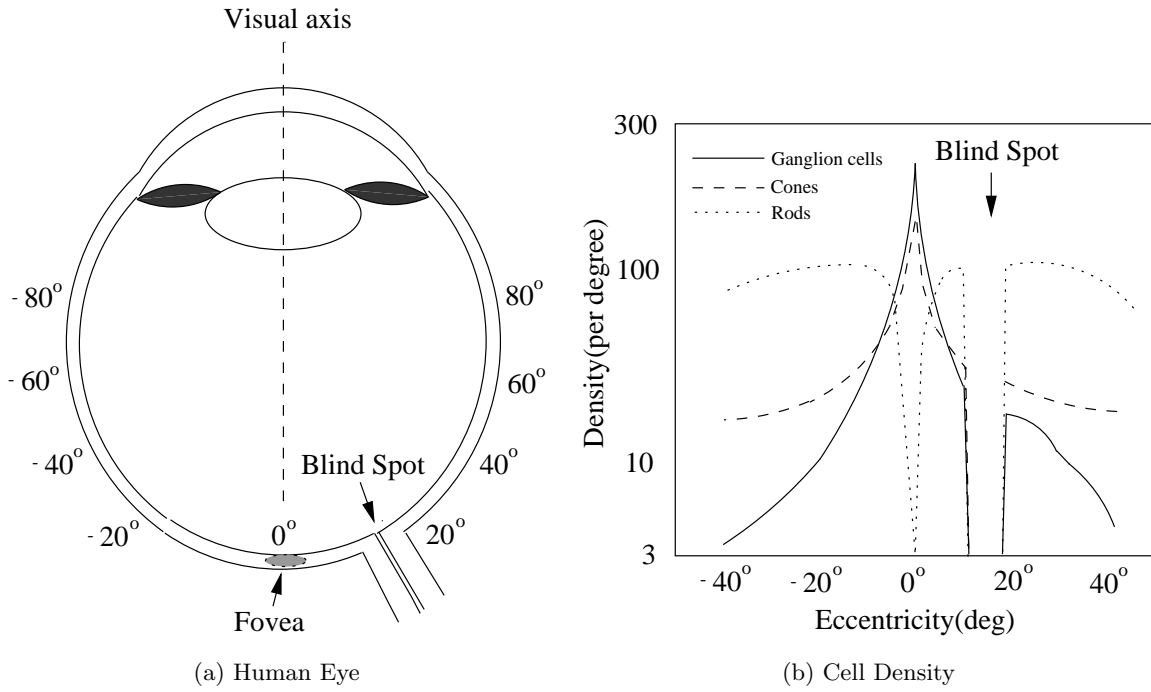 Visual axis
- 80°
- 60°
- 40°
- 20°
0°
20°
40°
60°
80°
Blind Spot
Fovea
(a) Human Eye
300
100
10
3
Density(per degree)
Ganglion cells
Cones
Rods
Blind Spot
- 40° - 20° 0° 20° 40°
Eccentricity(deg)
(b) Cell Density